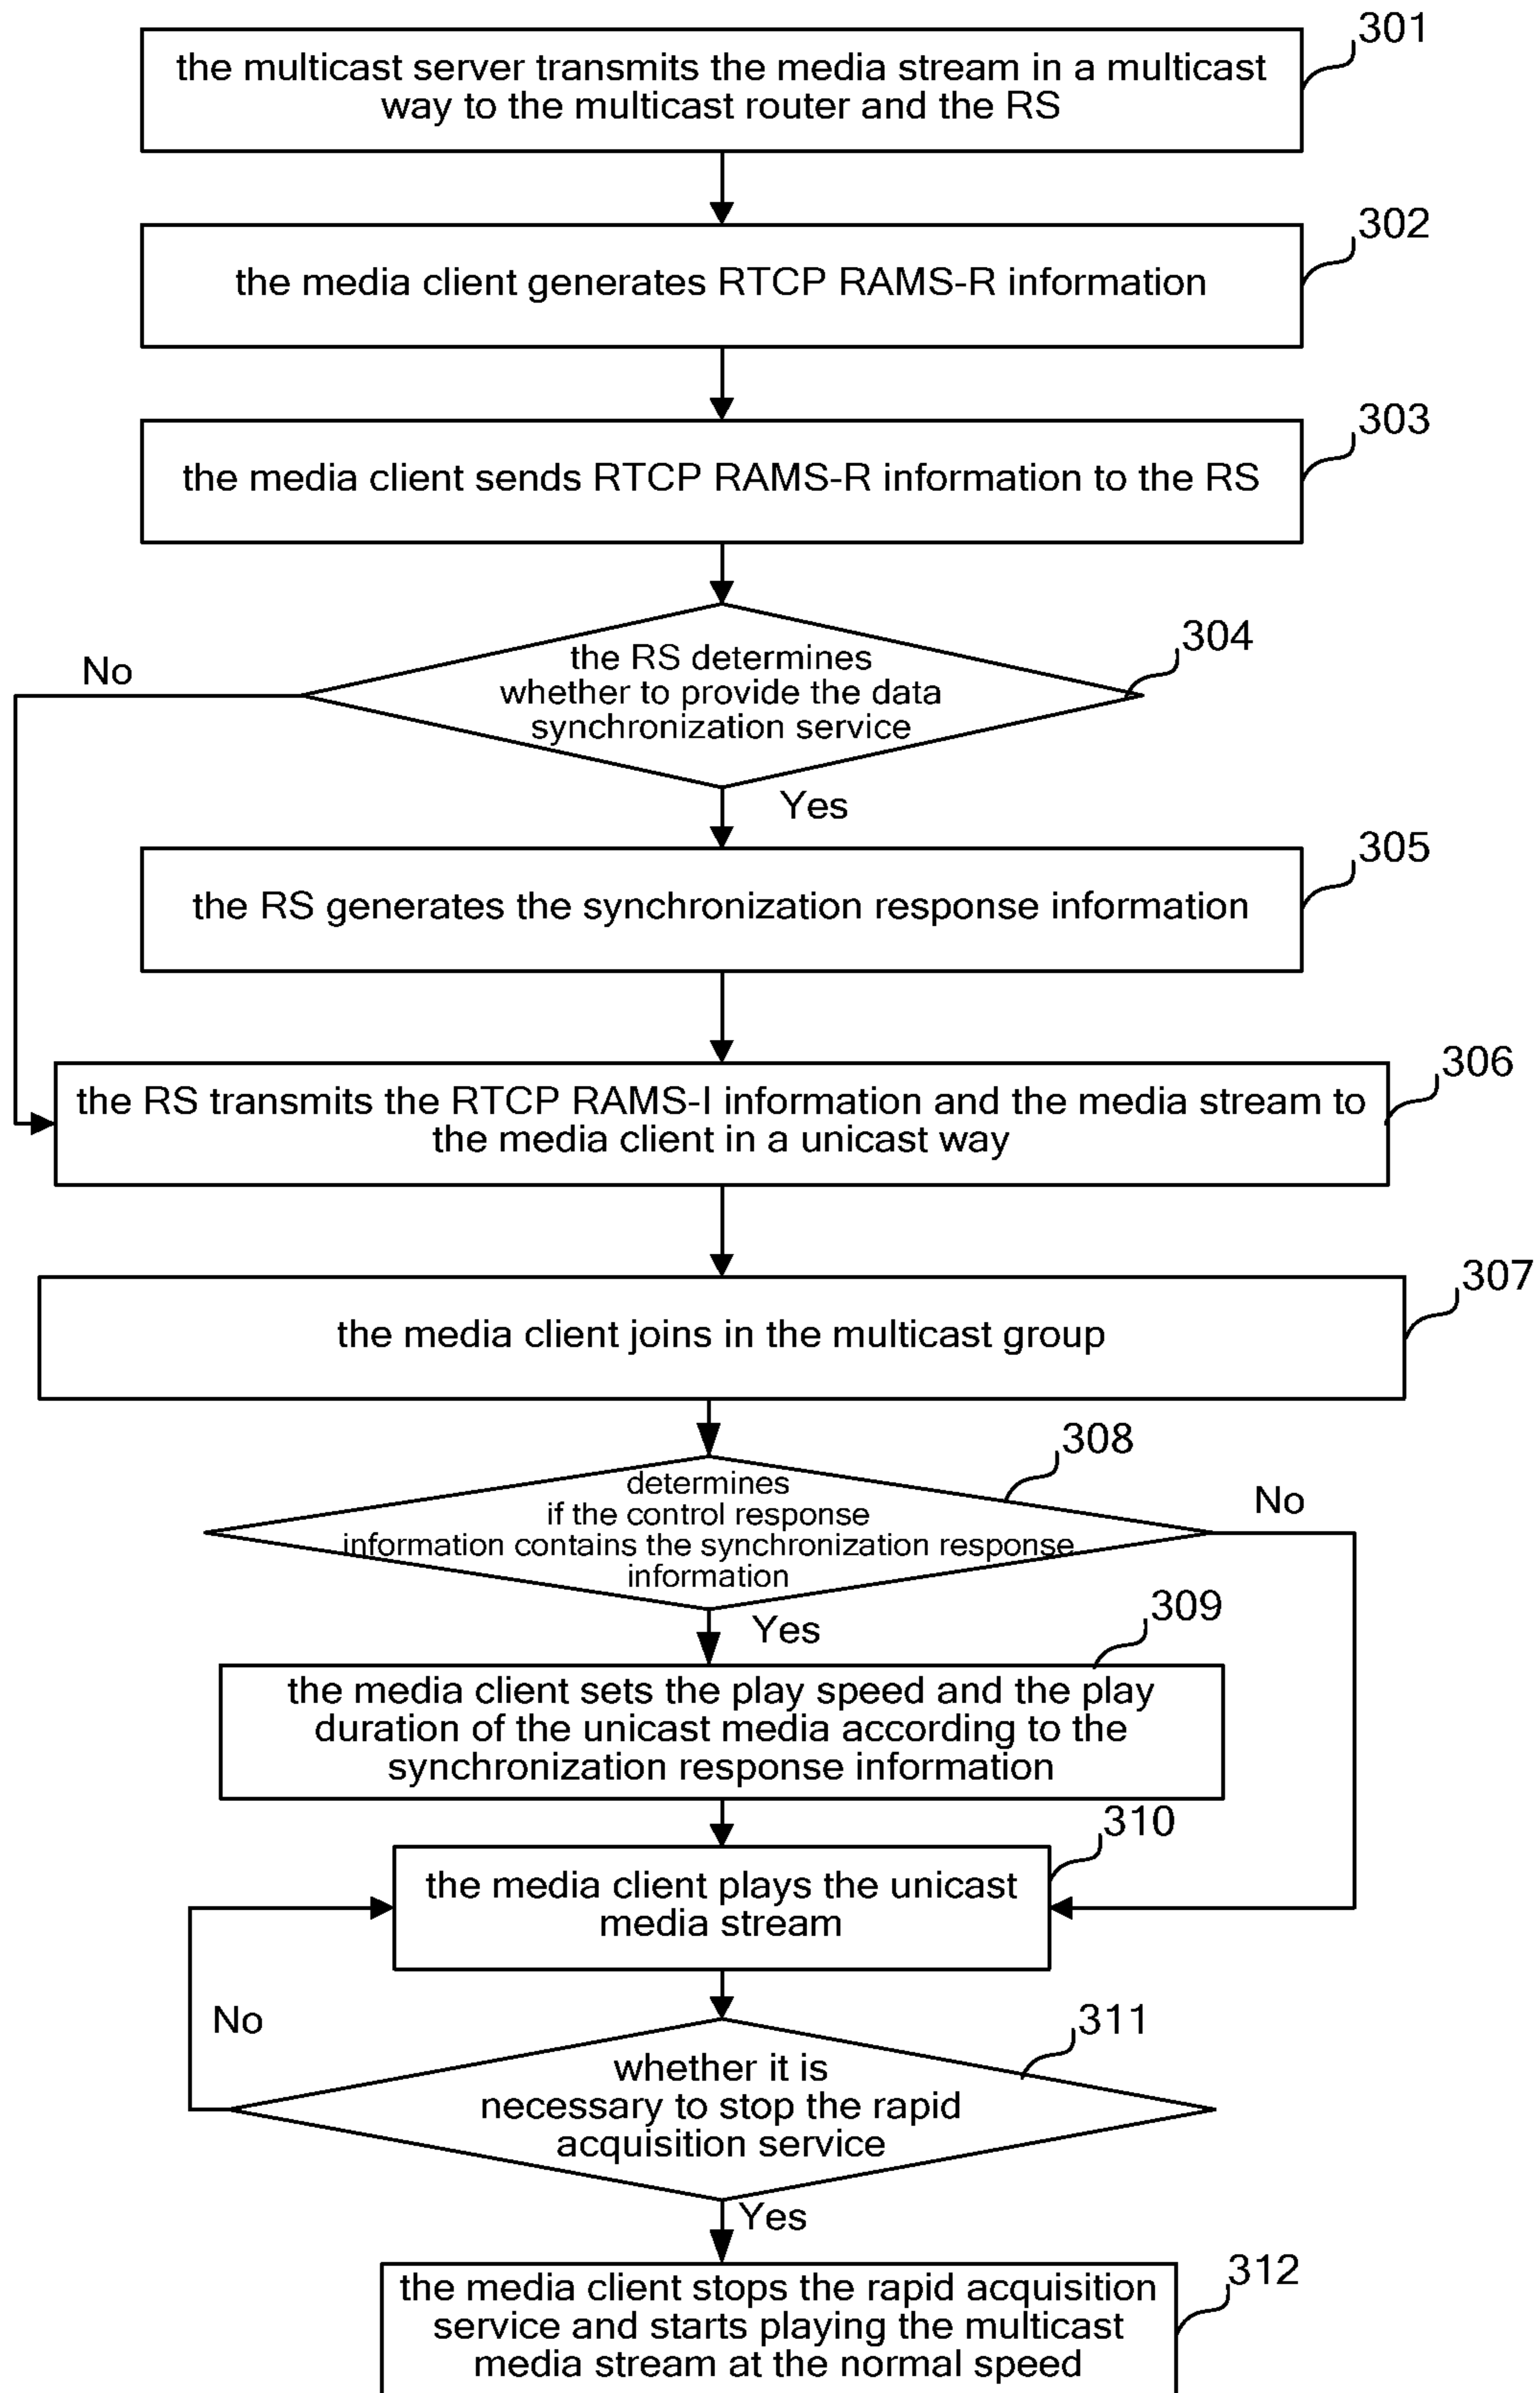 301
the multicast server transmits the media stream in a multicast
way to the multicast router and the RS
302
the media client generates RTCP RAMS-R information
303
the media client sends RTCP RAMS-R information to the RS
304
No
the RS determines
whether to provide the data
synchronization service
Yes
305
the RS generates the synchronization response information
306
the RS transmits the RTCP RAMS-I information and the media stream to
the media client in a unicast way
307
the media client joins in the multicast group
308
determines
if the control response
information contains the synchronization response
information
No
Yes
309
the media client sets the play speed and the play
duration of the unicast media according to the
synchronization response information
310
the media client plays the unicast
media stream
No
311
whether it is
necessary to stop the rapid
acquisition service
Yes
312
the media client stops the rapid acquisition
service and starts playing the multicast
media stream at the normal speed